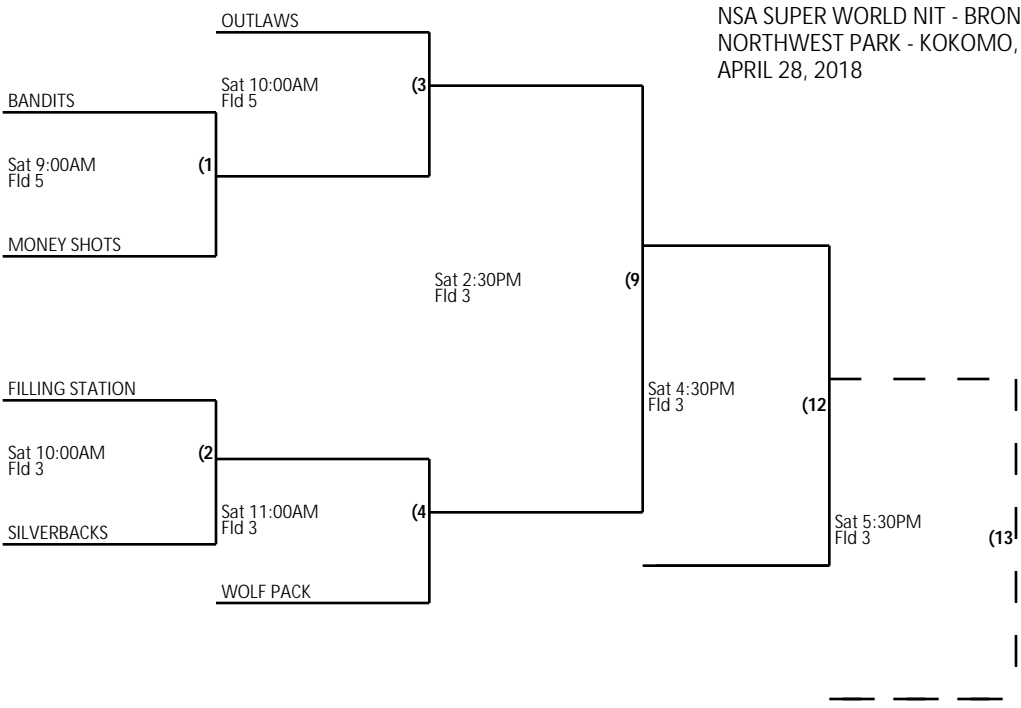 OUTLAWS
NSA SUPER WORLD NIT - BRON
NORTHWEST PARK - KOKOMO,
APRIL 28, 2018
Sat 10:00AM
Fld 5
(3
BANDITS
Sat 9:00AM
Fld 5
(1
MONEY SHOTS
Sat 2:30PM
Fld 3
(9
FILLING STATION
Sat 4:30PM
Fld 3
(12
Sat 10:00AM
Fld 3
(2
Sat 11:00AM
Fld 3
(4
SILVERBACKS
Sat 5:30PM
Fld 3
(13
WOLF PACK